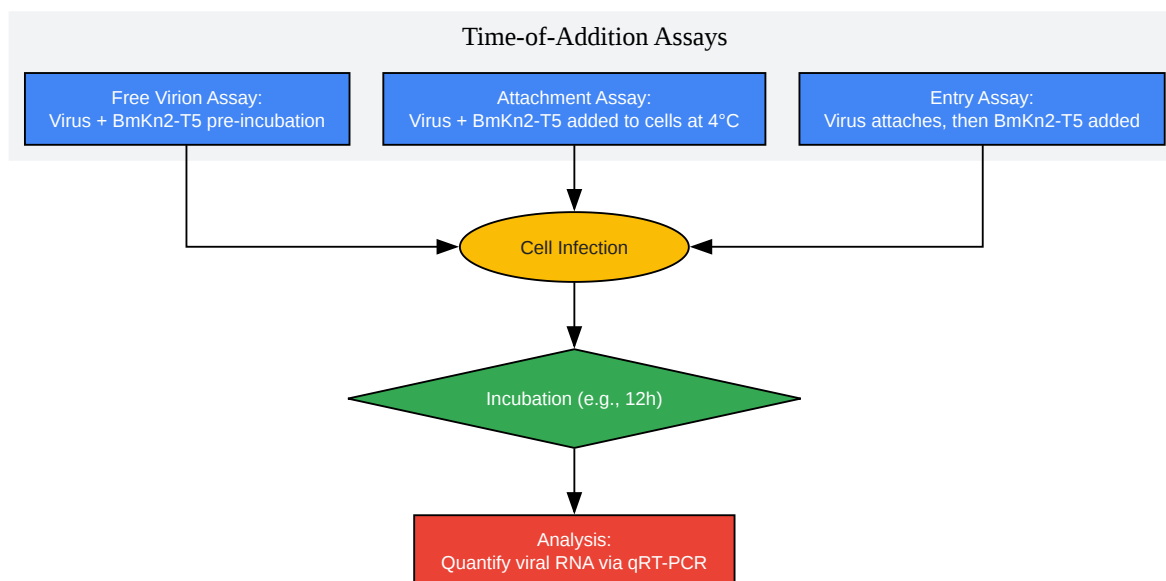 Time-of-Addition Assays
Free Virion Assay:
Virus + BmKn2-T5 pre-incubation
Attachment Assay:
Virus + BmKn2-T5 added to cells at 4°C
Entry Assay:
Virus attaches, then BmKn2-T5 added
Cell Infection
Incubation (e.g., 12h)
Analysis:
Quantify viral RNA via qRT-PCR